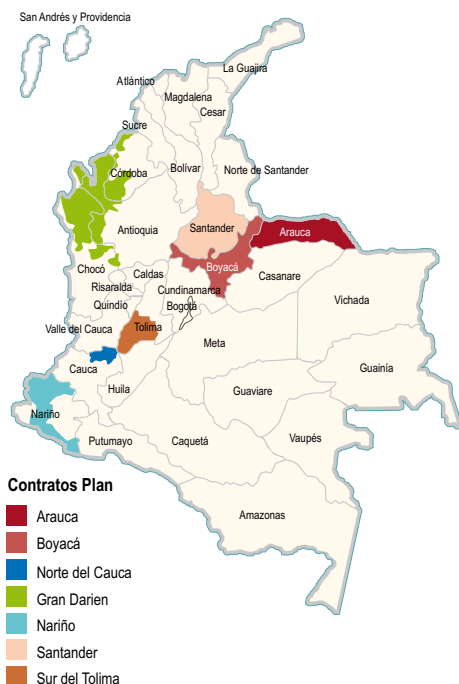 San Andrés y Providencia
La Guajira
Atlántico
Magdalena
Cesar
Sucre
Córdoba
Bolívar
Norte de Santander
Antioquia
Santander
Arauca
Boyacá
Chocó
Caldas
Casanare
Risaralda
Cundinamarca
Quindío
Bogotá
Vichada
Valle del Cauca
Tolima
Meta
Cauca
Guainía
Huila
Guaviare
Nariño
Putumayo
Caquetá
Vaupés
Amazonas
Contratos Plan
Arauca
Boyacá
Norte del Cauca
Gran Darien
Nariño
Santander
Sur del Tolima